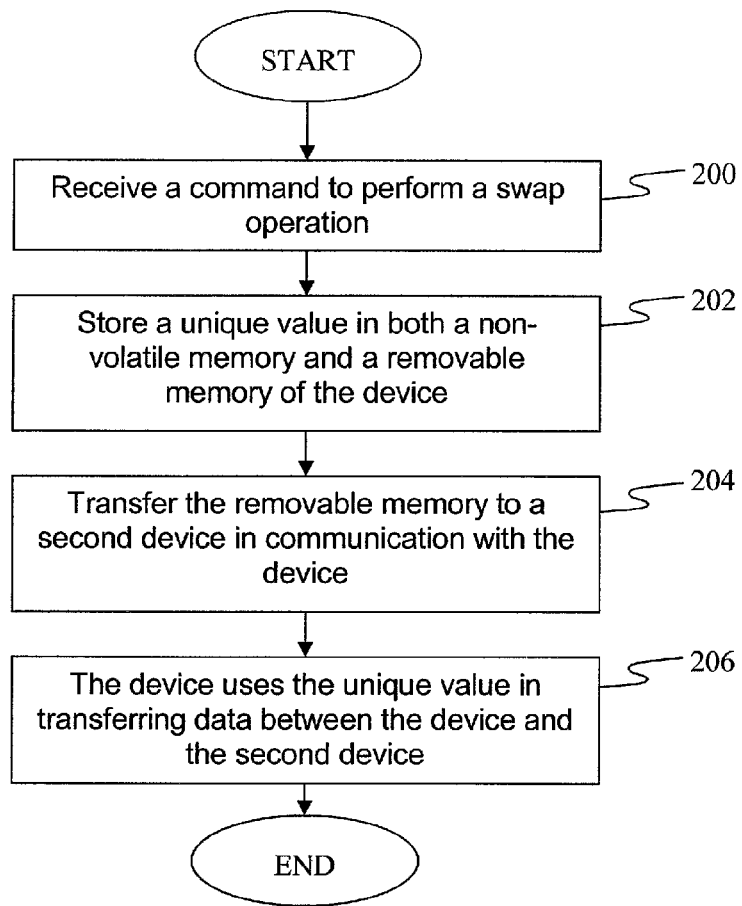 START
Receive a command to perform a swap
operation
200
Store a unique value in both a non-
volatile memory and a removable
memory of the device
202
Transfer the removable memory to a
second device in communication with the
device
204
The device uses the unique value in
transferring data between the device and
the second device
206
END